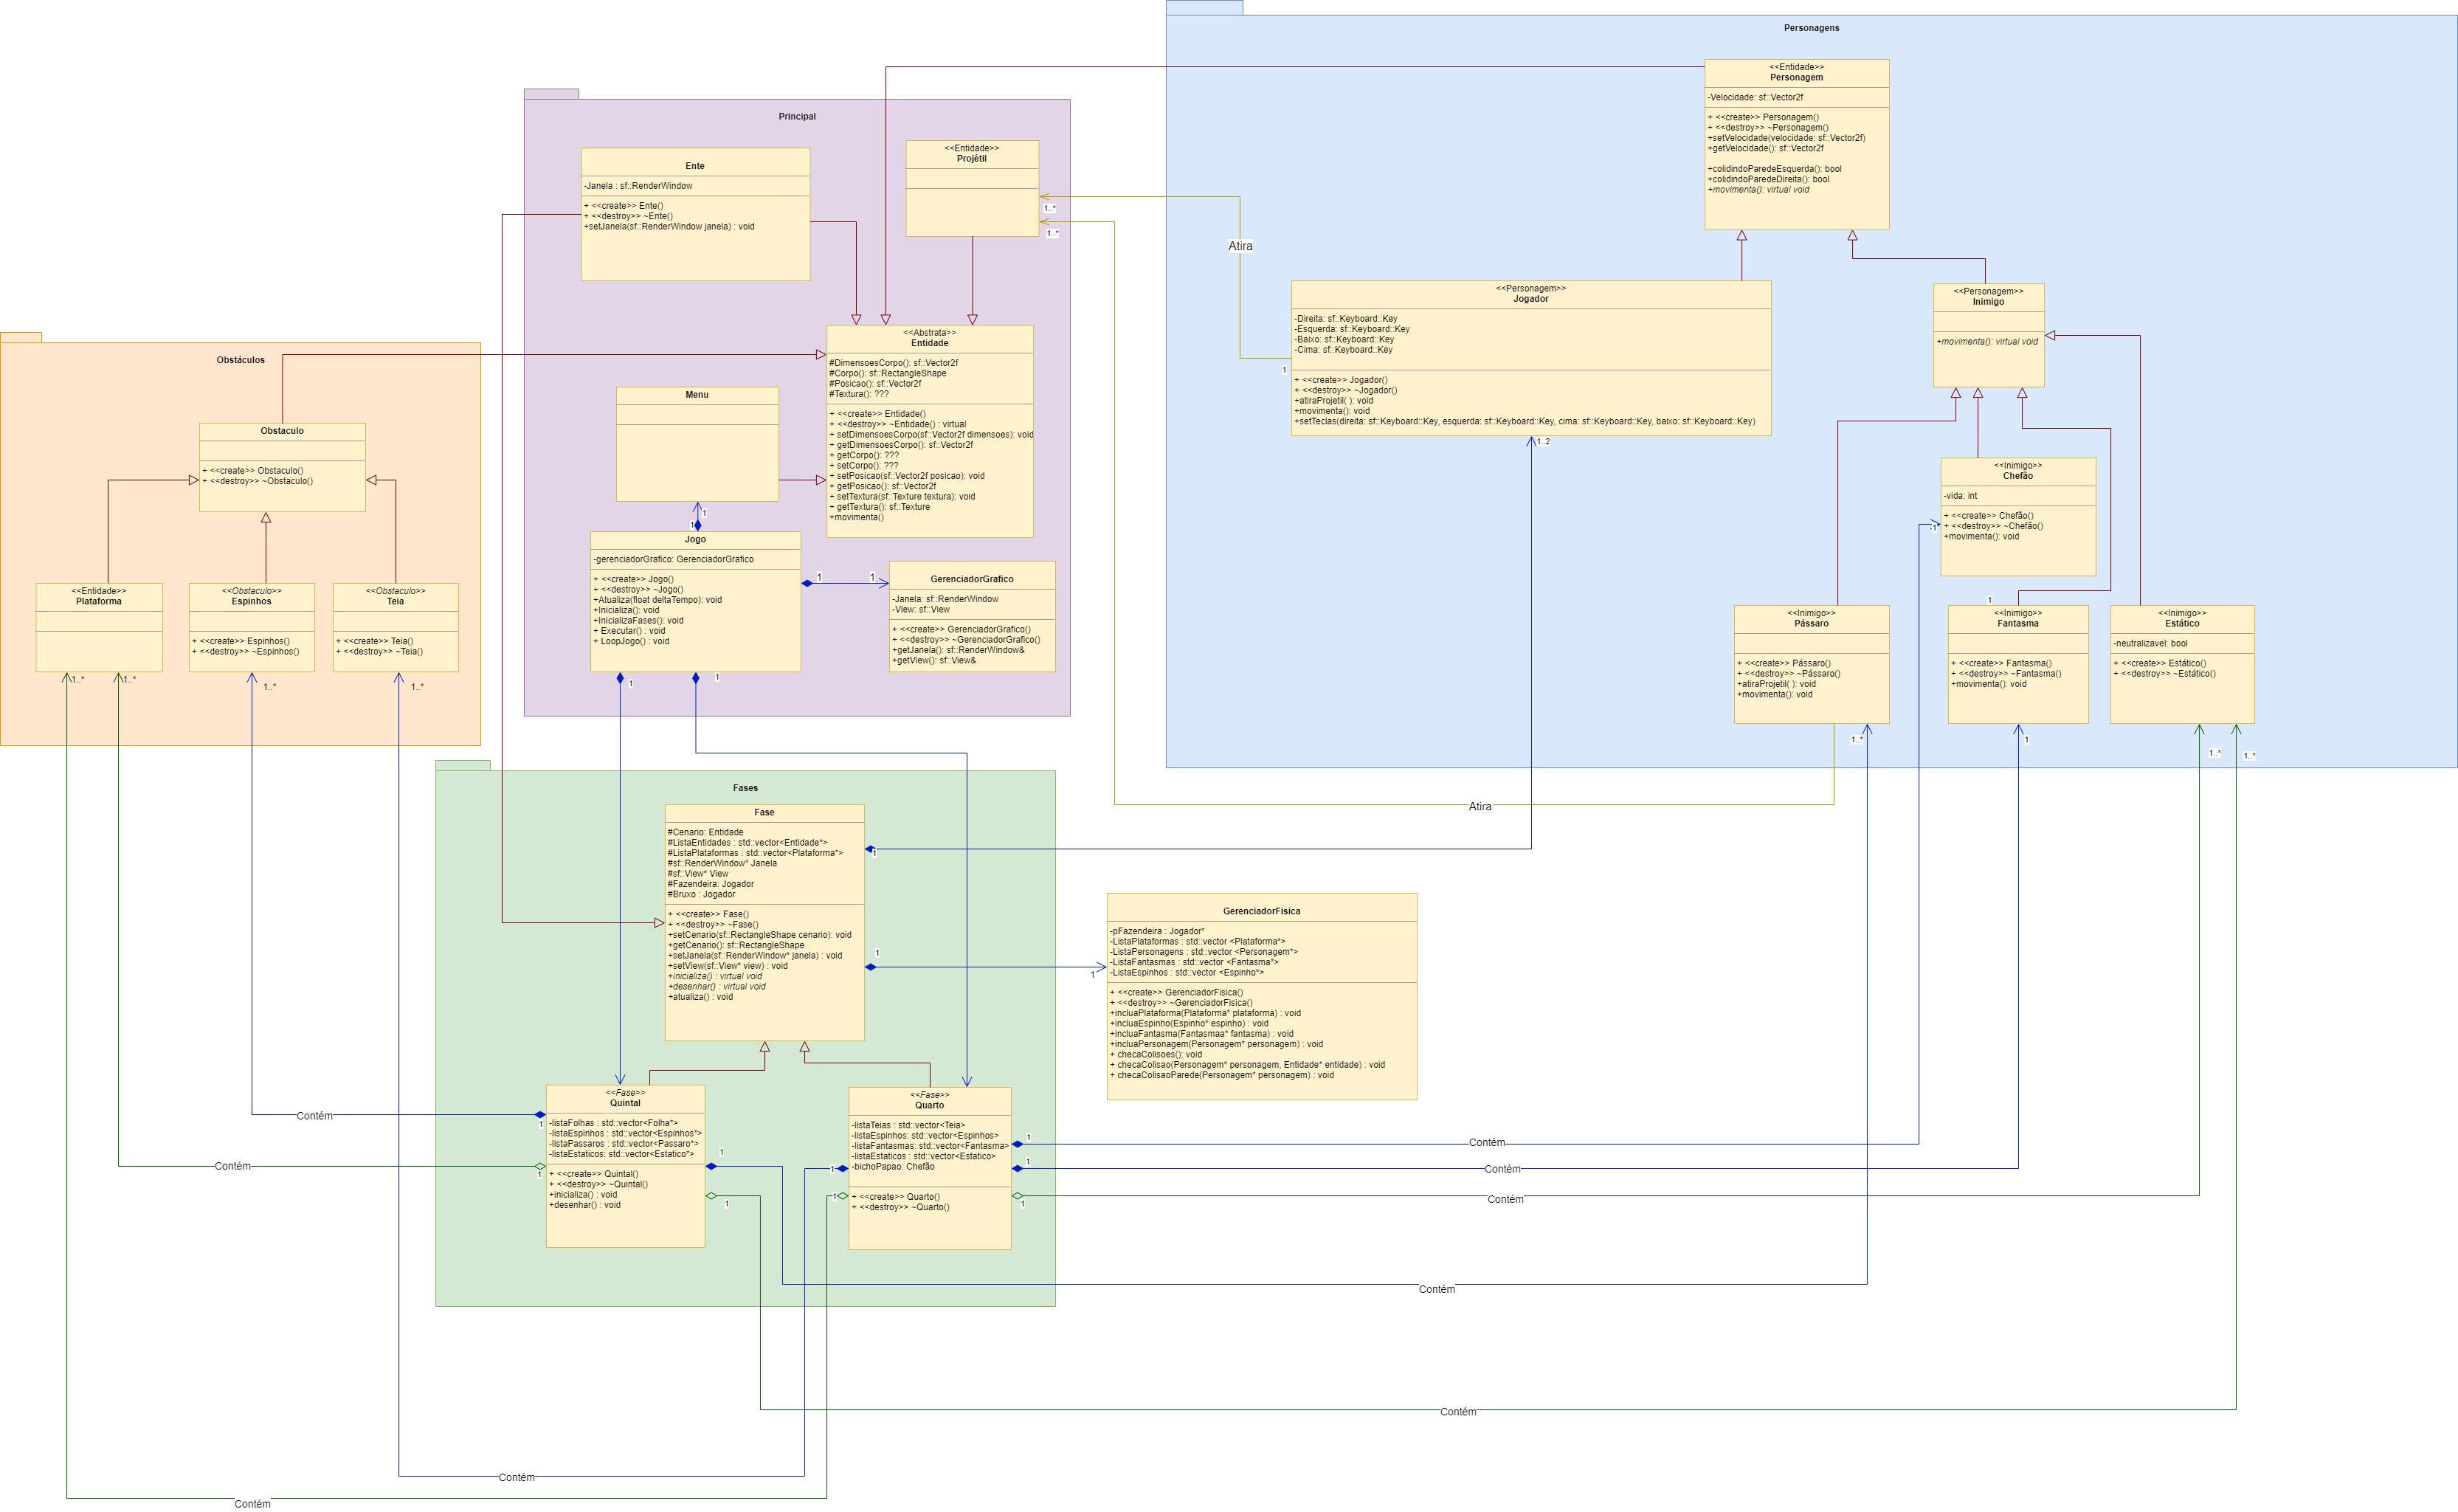 Personagens
<<Entidade>>
Personagem
-Velocidade: sf::Vector2f
+ <<create>> Personagem()
+ <<destroy>> ~Personagem()
+setVelocidade(velocidade: sf::Vector2f)
+getVelocidade(): sf::Vector2f
+colidindoParedeEsquerda(): bool
+colidindoParedeDireita(): bool
+movimenta(): virtual void
Principal
Ente
-Janela : sf::RenderWindow
+ <<create>> Ente()
+ <<destroy>> ~Ente()
+setJanela(sf::RenderWindow janela) : void
<<Entidade>>
Projétil
1..*
1..*
Atira
<<Personagem>>
Jogador
-Direita: sf::Keyboard::Key
-Esquerda: sf::Keyboard::Key
-Baixo: sf::Keyboard::Key
-Cima: sf::Keyboard::Key
1
+ <<create>> Jogador()
+ <<destroy>> ~Jogador()
+atiraProjetil( ): void
+movimenta(): void
+setTeclas(direita: sf::Keyboard::Key, esquerda: sf::Keyboard::Key, cima: sf::Keyboard::Key, baixo: sf::Keyboard::Key)
1..2
<<Personagem>>
Inimigo
+movimenta(): virtual void
<<Abstrata>>
Entidade
#DimensoesCorpo(): sf::Vector2f
#Corpo(): sf::RectangleShape
#Posicao(): sf::Vector2f
#Textura(): ???
+ <<create>> Entidade()
+ <<destroy>> ~Entidade() : virtual
+ setDimensoesCorpo(sf::Vector2f dimensoes): void
+ getDimensoesCorpo(): sf::Vector2f
+ getCorpo(): ???
+ setCorpo(): ???
+ setPosicao(sf::Vector2f posicao): void
+ getPosicao(): sf::Vector2f
+ setTextura(sf::Texture textura): void
+ getTextura(): sf::Texture
+movimenta()
Obstáculos
Obstaculo
+ <<create>> Obstaculo()
+ <<destroy>> ~Obstaculo()
Menu
1
1
<<Inimigo>>
Chefão
-vida: int
+ <<create>> Chefão()
+ <<destroy>> ~Chefão()
+movimenta(): void
1
Jogo
-gerenciadorGrafico: GerenciadorGrafico
+ <<create>> Jogo()
+ <<destroy>> ~Jogo()
+Atualiza(float deltaTempo): void
+Inicializa(): void
+InicializaFases(): void
+ Executar() : void
+ LoopJogo() : void
1
1
1
1
GerenciadorGrafico
-Janela: sf::RenderWindow
-View: sf::View
+ <<create>> GerenciadorGrafico()
+ <<destroy>> ~GerenciadorGrafico()
+getJanela(): sf::RenderWindow&
+getView(): sf::View&
<<Entidade>>
Plataforma
1..*
1..*
<<Obstaculo>>
Espinhos
+ <<create>> Espinhos()
+ <<destroy>> ~Espinhos()
1..*
<<Obstaculo>>
Teia
+ <<create>> Teia()
+ <<destroy>> ~Teia()
1..*
<<Inimigo>>
Pássaro
+ <<create>> Pássaro()
+ <<destroy>> ~Pássaro()
+atiraProjetil( ): void
+movimenta(): void
1..*
1
<<Inimigo>>
Fantasma
+ <<create>> Fantasma()
+ <<destroy>> ~Fantasma()
+movimenta(): void
1
<<Inimigo>>
Estático
-neutralizavel: bool
+ <<create>> Estático()
+ <<destroy>> ~Estático()
1..*
1..*
Atira
Fases
Fase
#Cenario: Entidade
#ListaEntidades : std::vector<Entidade*>
#ListaPlataformas : std::vector<Plataforma*>
#sf::RenderWindow* Janela
#sf::View* View
#Fazendeira: Jogador
#Bruxo : Jogador
+ <<create>> Fase()
+ <<destroy>> ~Fase()
+setCenario(sf::RectangleShape cenario): void
+getCenario(): sf::RectangleShape
+setJanela(sf::RenderWindow* janela) : void
+setView(sf::View* view) : void
+inicializa() : virtual void
+desenhar() : virtual void
+atualiza() : void
1
1
1
GerenciadorFisica
-pFazendeira : Jogador*
-ListaPlataformas : std::vector <Plataforma*>
-ListaPersonagens : std::vector <Personagem*>
-ListaFantasmas : std::vector <Fantasma*>
-ListaEspinhos : std::vector <Espinho*>
+ <<create>> GerenciadorFisica()
+ <<destroy>> ~GerenciadorFisica()
+incluaPlataforma(Plataforma* plataforma) : void
+incluaEspinho(Espinho* espinho) : void
+incluaFantasma(Fantasmaa* fantasma) : void
+incluaPersonagem(Personagem* personagem) : void
+ checaColisoes(): void
+ checaColisao(Personagem* personagem, Entidade* entidade) : void
+ checaColisaoParede(Personagem* personagem) : void
<<Fase>>
Quintal
-listaFolhas : std::vector<Folha*>
-listaEspinhos : std::vector<Espinhos*>
-listaPassaros : std::vector<Passaro*>
-listaEstaticos: std::vector<Estatico*>
+ <<create>> Quintal()
+ <<destroy>> ~Quintal()
+inicializa() : void
+desenhar() : void
1
1
1
1
<<Fase>>
Quarto
-listaTeias : std::vector<Teia>
-listaEspinhos: std::vector<Espinhos>
-listaFantasmas: std::vector<Fantasma>
-listaEstaticos: std::vector<Estatico>
-bichoPapao: Chefão
+ <<create>> Quarto()
+ <<destroy>> ~Quarto()
1
1
1
1
1
Contém
Contém
Contém
Contém
Contém
Contém
Contém
Contém
Contém